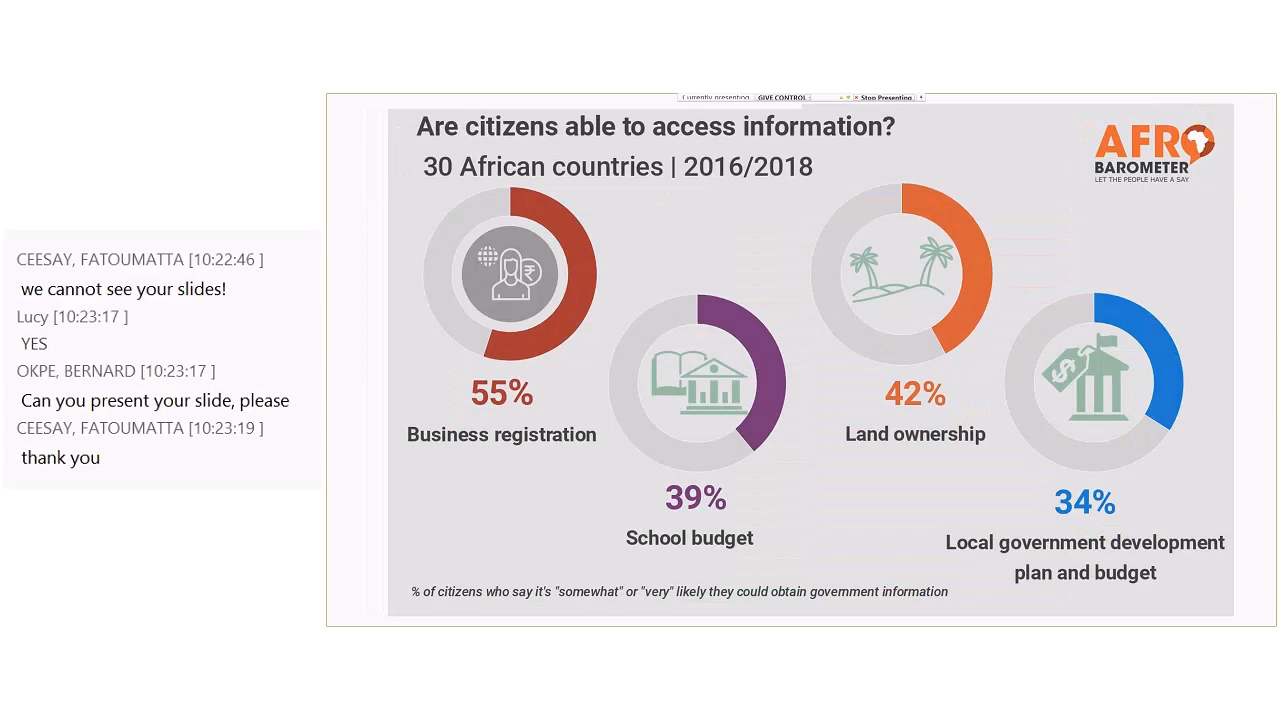 CEESAY, FATOUMATTA [10:22:46 ]
we cannot see your slides!
Lucy [10:23:17 ]
YES
OKPE, BERNARD [10:23:17 ]
Can you present your slide, please
CEESAY, FATOUMATTA [10:23:19 ]
thank you
Currently presenting GIVE CONTROL Stop Presenting
Are citizens able to access information?
30 African countries | 2016/2018
AFRO
BAROMETER
LET THE PEOPLE HAVE A SAY
55%
Business registration
39%
School budget
42%
Land ownership
34%
Local government development
plan and budget
% of citizens who say it's "somewhat" or "very" likely they could obtain government information